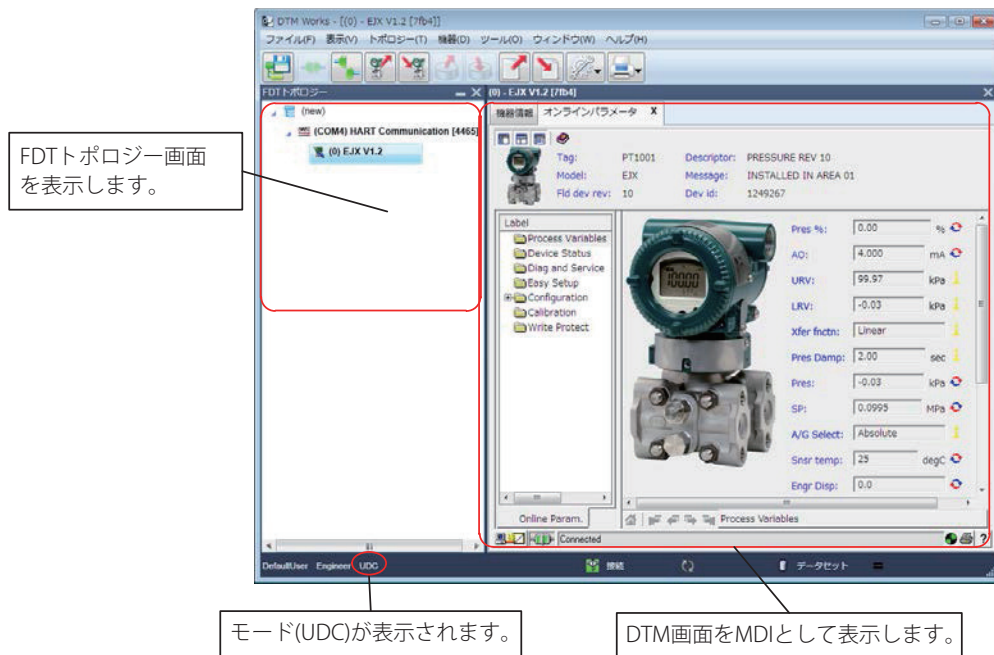 DTM Works - [(0) - EJX V1.2 [7fb4]]
ファイル(F) 表示(V) トポロジー(T) 機器(D) ツール(O) ウィンドウ(W) ヘルプ(H)
FDTトポロジー
(new)
(COM4) HART Communication [4465]
(0) EJX V1.2
(0) - EJX V1.2 [7fb4]
機器情報 オンラインパラメータ X
Tag: PT1001 Descriptor: PRESSURE REV 10
Model: EJX Message: INSTALLED IN AREA 01
Fld dev rev: 10 Dev id: 1249267
Label
Process Variables
Device Status
Diag and Service
Easy Setup
Configuration
Calibration
Write Protect
Pres %: 0.00 %
AO: 4.000 mA
URV: 99.97 kPa
LRV: -0.03 kPa
Xfer fnctn: Linear
Pres Damp: 2.00 sec
Pres: -0.03 kPa
SP: 0.0995 MPa
A/G Select: Absolute
Snsr temp: 25 degC
Engr Disp: 0.0
Online Param.
Process Variables
Connected
DefaultUser Engineer UDC
接続
データセット
FDTトポロジー画面
を表示します。
モード(UDC)が表示されます。
DTM画面をMDIとして表示します。